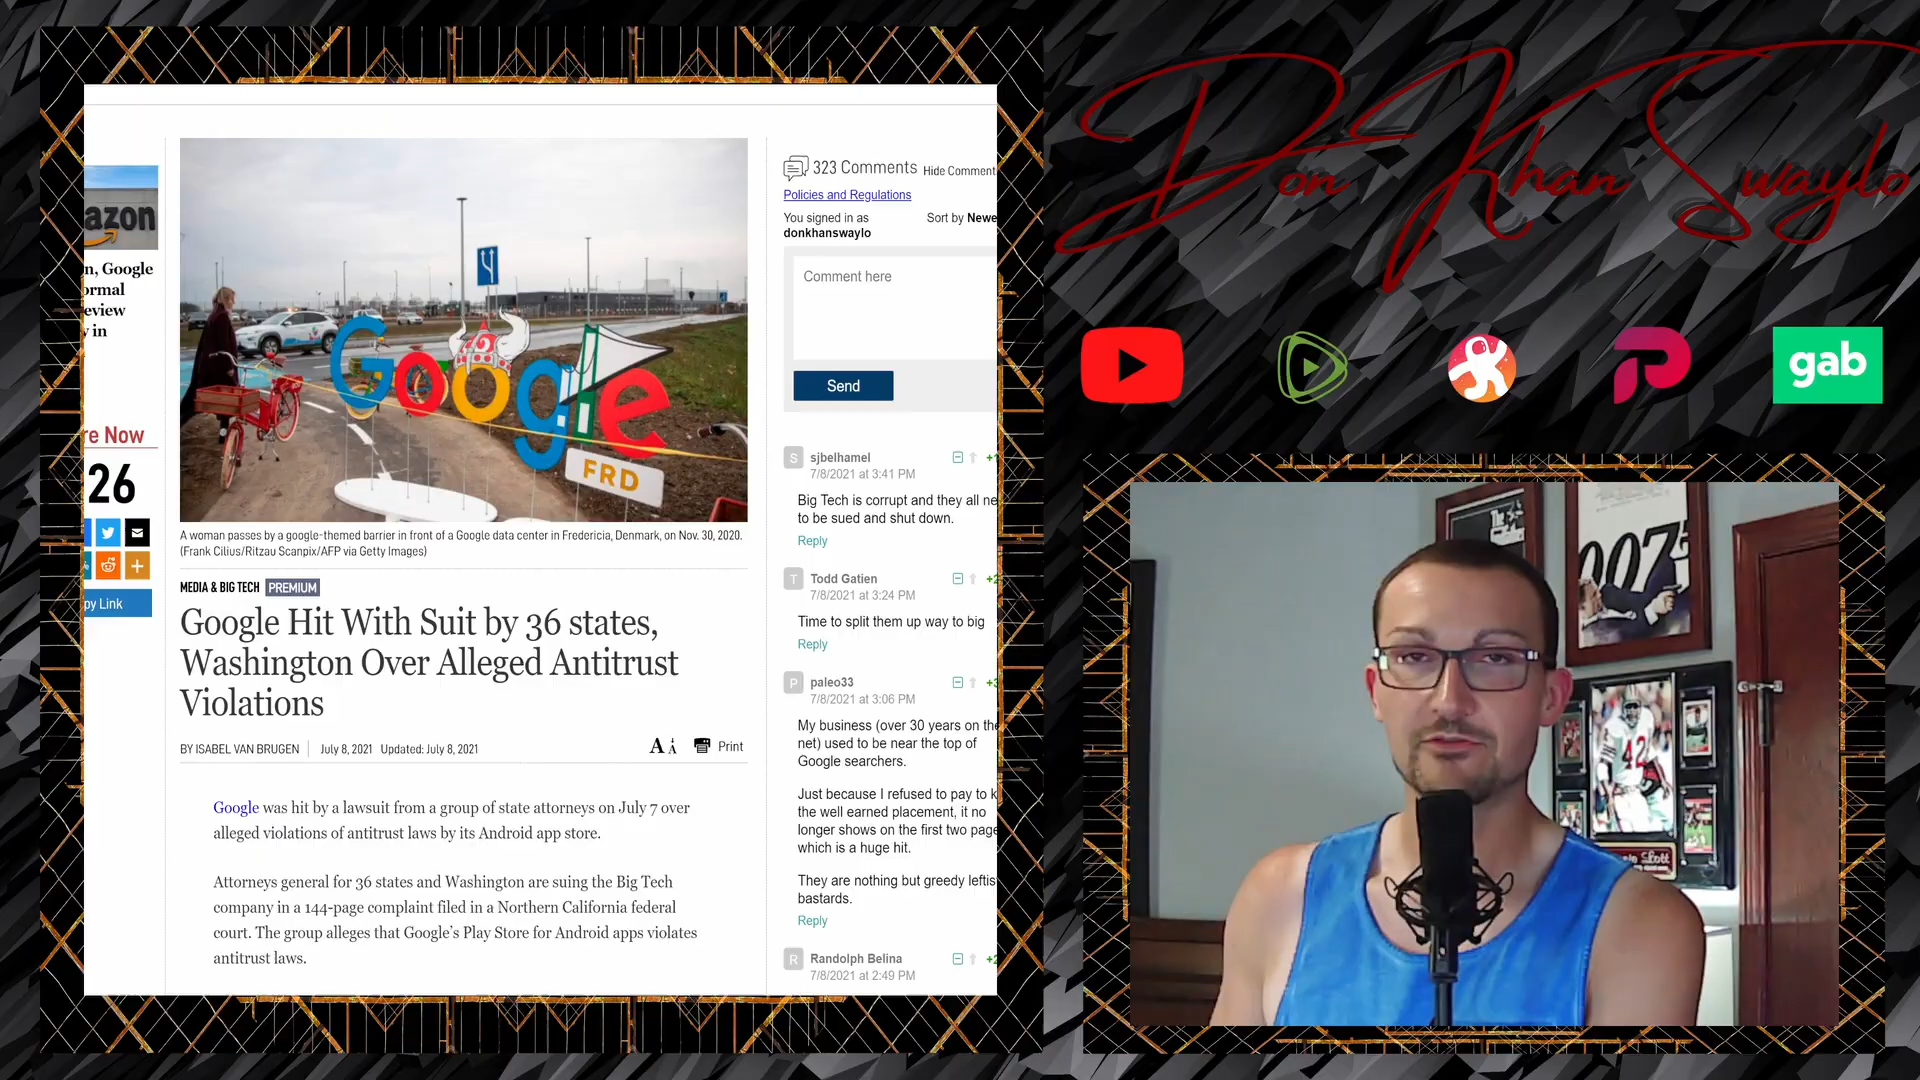 azon
n, Google
ormal
eview
y in
re Now
26
py Link
Google
FRD
A woman passes by a google-themed barrier in front of a Google data center in Fredericia, Denmark, on Nov. 30, 2020.
(Frank Cilius/Ritzau Scanpix/AFP via Getty Images)
MEDIA & BIG TECH PREMIUM
Google Hit With Suit by 36 states,
Washington Over Alleged Antitrust
Violations
BY ISABEL VAN BRUGEN July 8, 2021 Updated: July 8, 2021
A A Print
Google was hit by a lawsuit from a group of state attorneys on July 7 over
alleged violations of antitrust laws by its Android app store.
Attorneys general for 36 states and Washington are suing the Big Tech
company in a 144-page complaint filed in a Northern California federal
court. The group alleges that Google's Play Store for Android apps violates
antitrust laws.
323 Comments Hide Comment
Policies and Regulations
You signed in as Sort by Newe
donkhanswaylo
Comment here
Send
S sjbelhamel
7/8/2021 at 3:41 PM
Big Tech is corrupt and they all ne
to be sued and shut down.
Reply
T Todd Gatien +2
7/8/2021 at 3:24 PM
Time to split them up way to big
Reply
P paleo33 +3
7/8/2021 at 3:06 PM
My business (over 30 years on the
net) used to be near the top of
Google searchers.
Just because I refused to pay to k
the well earned placement, it no
longer shows on the first two page
which is a huge hit.
They are nothing but greedy leftis
bastards.
Reply
R Randolph Belina +2
7/8/2021 at 2:49 PM
Don Khan Swaylo
gab
007
42